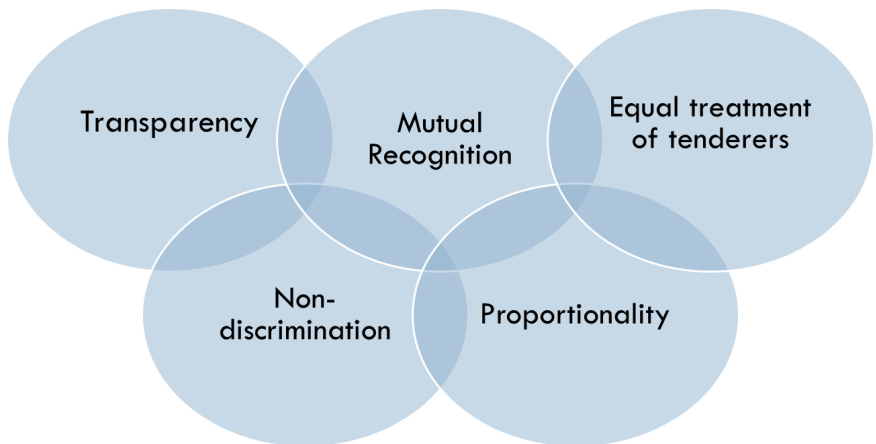 Transparency
Mutual
Recognition
Equal treatment
of tenderers
Non-
discrimination
Proportionality